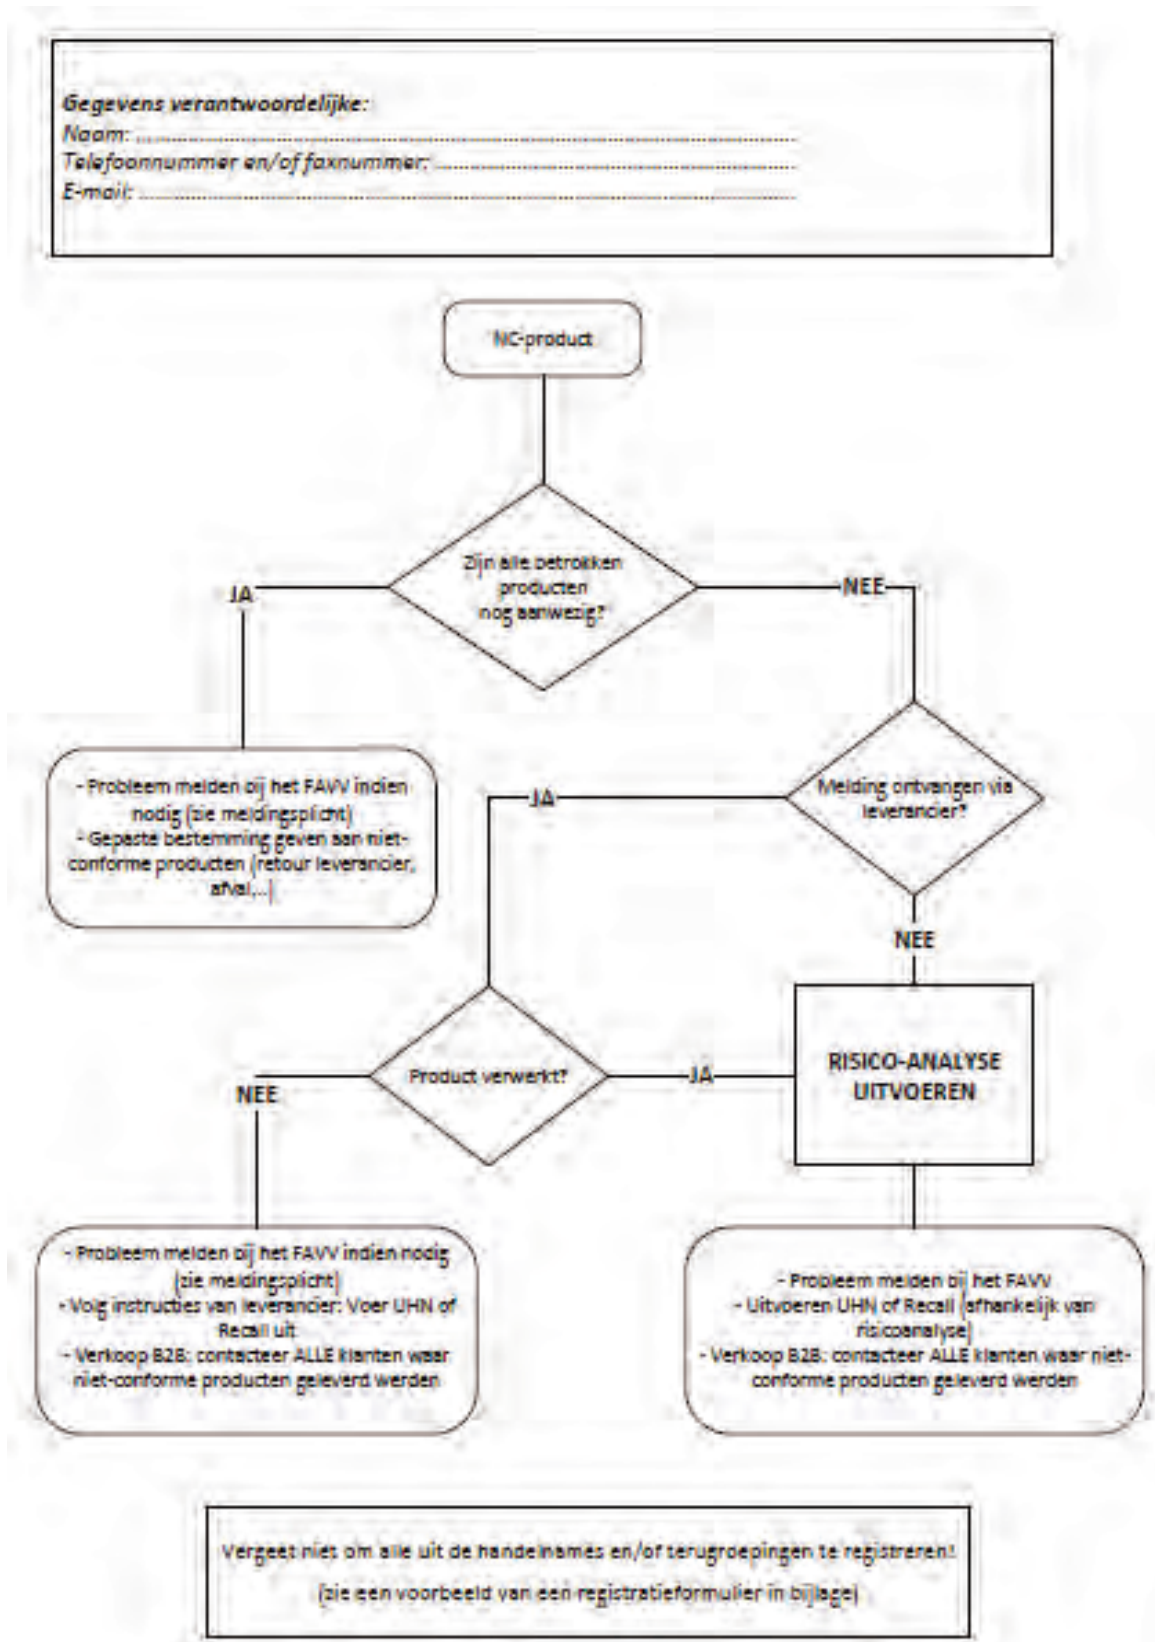 Gegevens verantwoordelijke:
Naam: ..........
Telefoonnummer en/of faxnummer: ..........
E-mail: ..........
NC-product
Zijn alle betrokken
producten
nog aanwezig?
JA
NEE
- Probleem melden bij het FAVV indien
nodig (zie meldingsplicht)
- Gepaste bestemming geven aan niet-
conforme producten (retour leverancier,
afval,..)
Melding ontvangen via
leverancier?
JA
NEE
Product verwerkt?
NEE
JA
RISICO-ANALYSE
UITVOEREN
- Probleem melden bij het FAVV indien nodig
(zie meldingsplicht)
- Volg instructies van leverancier: Voer UHN of
Recall uit
- Verkoop B2B: contacteer ALLE klanten waar
niet-conforme producten geleverd werden
- Probleem melden bij het FAVV
- Uitvoeren UHN of Recall (afhankelijk van
risicoanalyse)
- Verkoop B2B: contacteer ALLE klanten waar niet-
conforme producten geleverd werden
Vergeet niet om alle uit de handelnames en/of terugroepingen te registreren!
(zie een voorbeeld van een registratieformulier in bijlage)